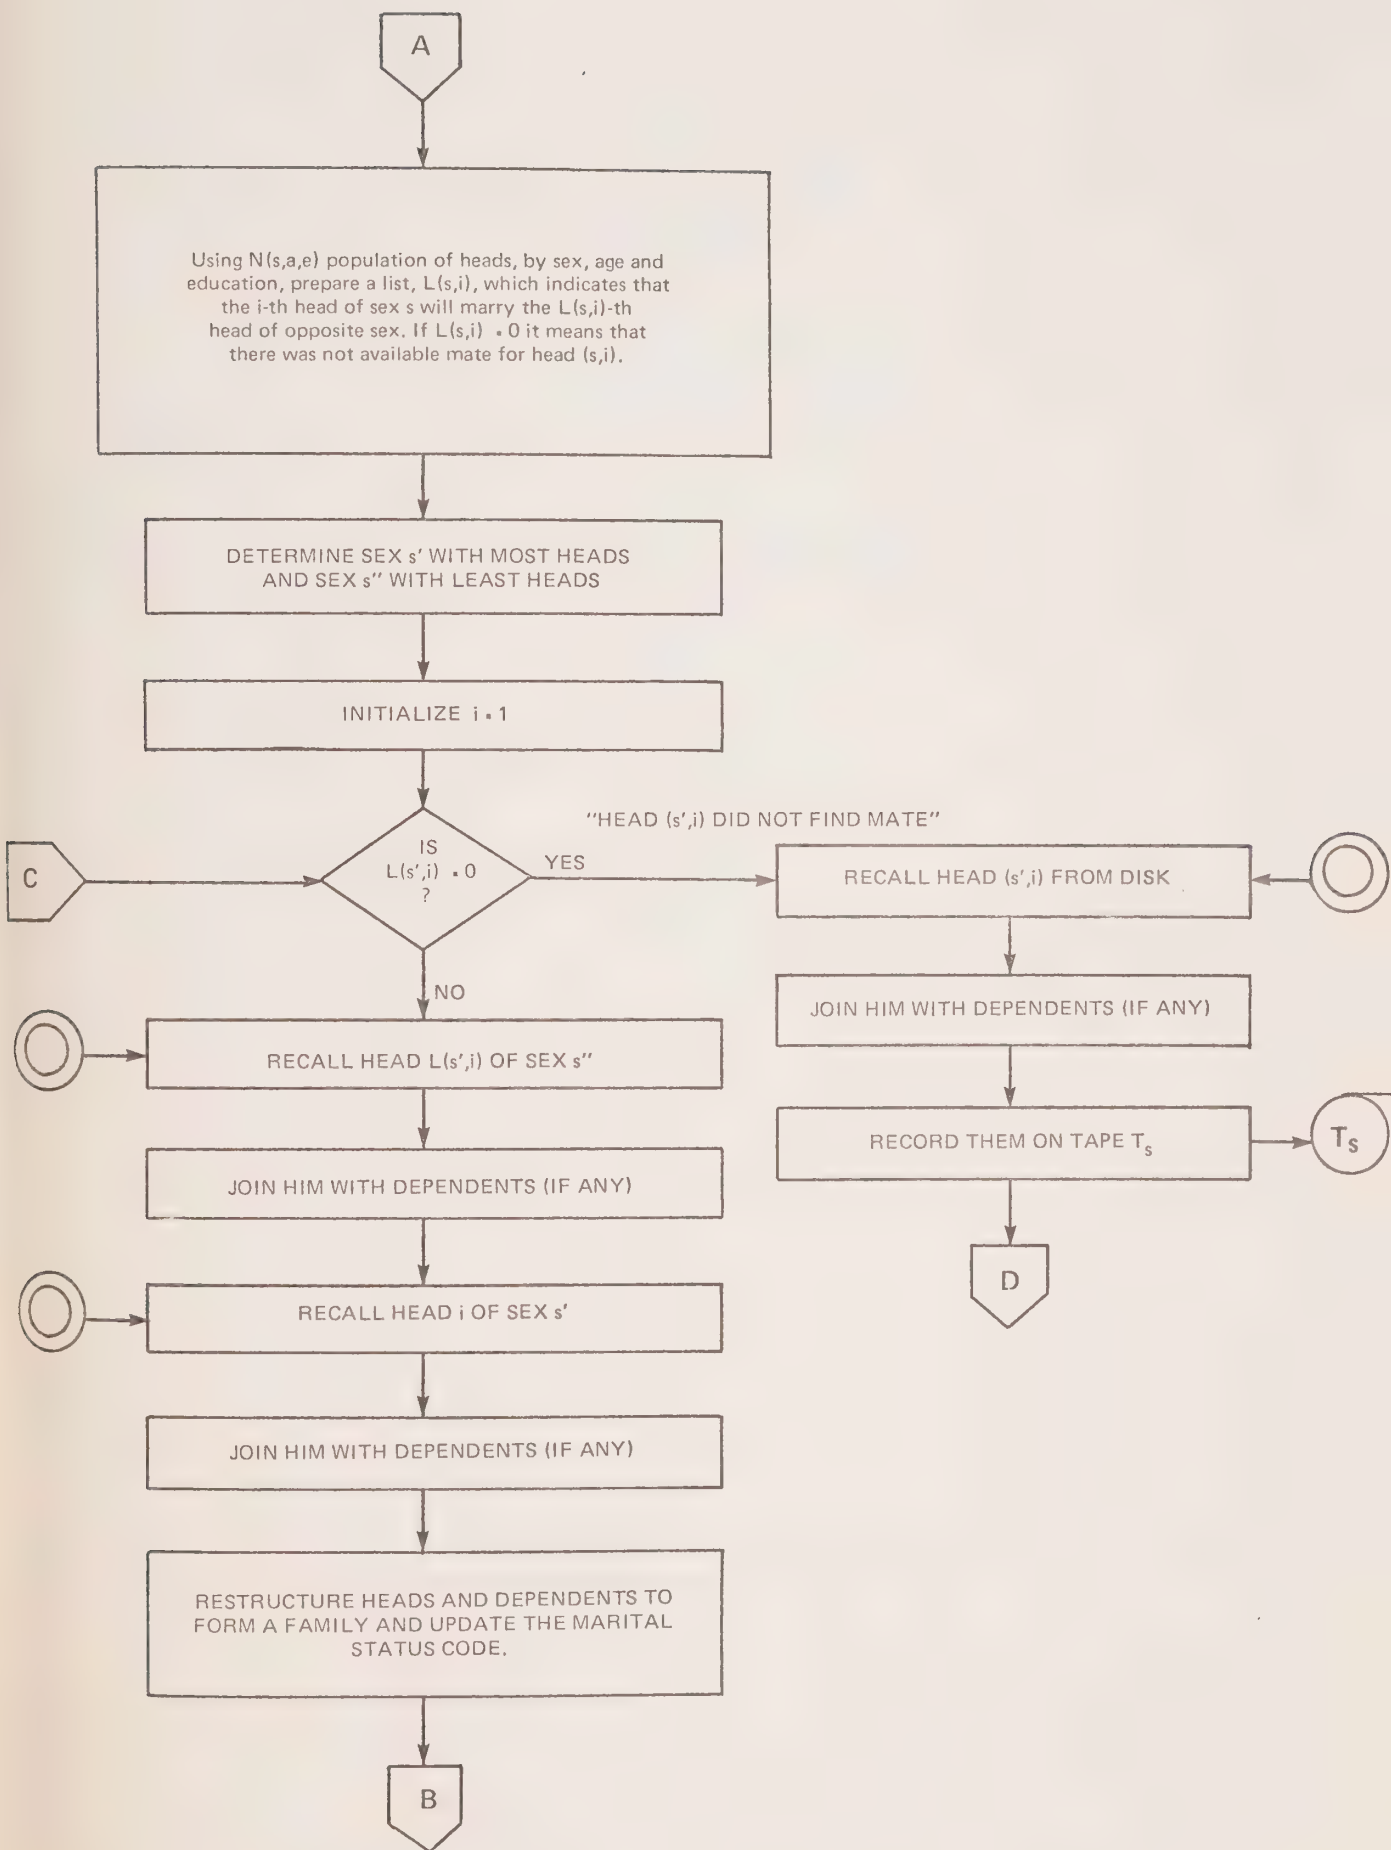 A
Using N(s,a,e) population of heads, by sex, age and
education, prepare a list, L(s,i), which indicates that
the i-th head of sex s will marry the L(s,i)-th
head of opposite sex. If L(s,i) = 0 it means that
there was not available mate for head (s,i).
DETERMINE SEX s' WITH MOST HEADS
AND SEX s'' WITH LEAST HEADS
INITIALIZE i = 1
"HEAD (s',i) DID NOT FIND MATE"
C
IS
L(s',i) = 0
?
YES
RECALL HEAD (s',i) FROM DISK
NO
JOIN HIM WITH DEPENDENTS (IF ANY)
RECALL HEAD L(s',i) OF SEX s''
RECORD THEM ON TAPE Ts
Ts
JOIN HIM WITH DEPENDENTS (IF ANY)
D
RECALL HEAD i OF SEX s'
JOIN HIM WITH DEPENDENTS (IF ANY)
RESTRUCTURE HEADS AND DEPENDENTS TO
FORM A FAMILY AND UPDATE THE MARITAL
STATUS CODE.
B